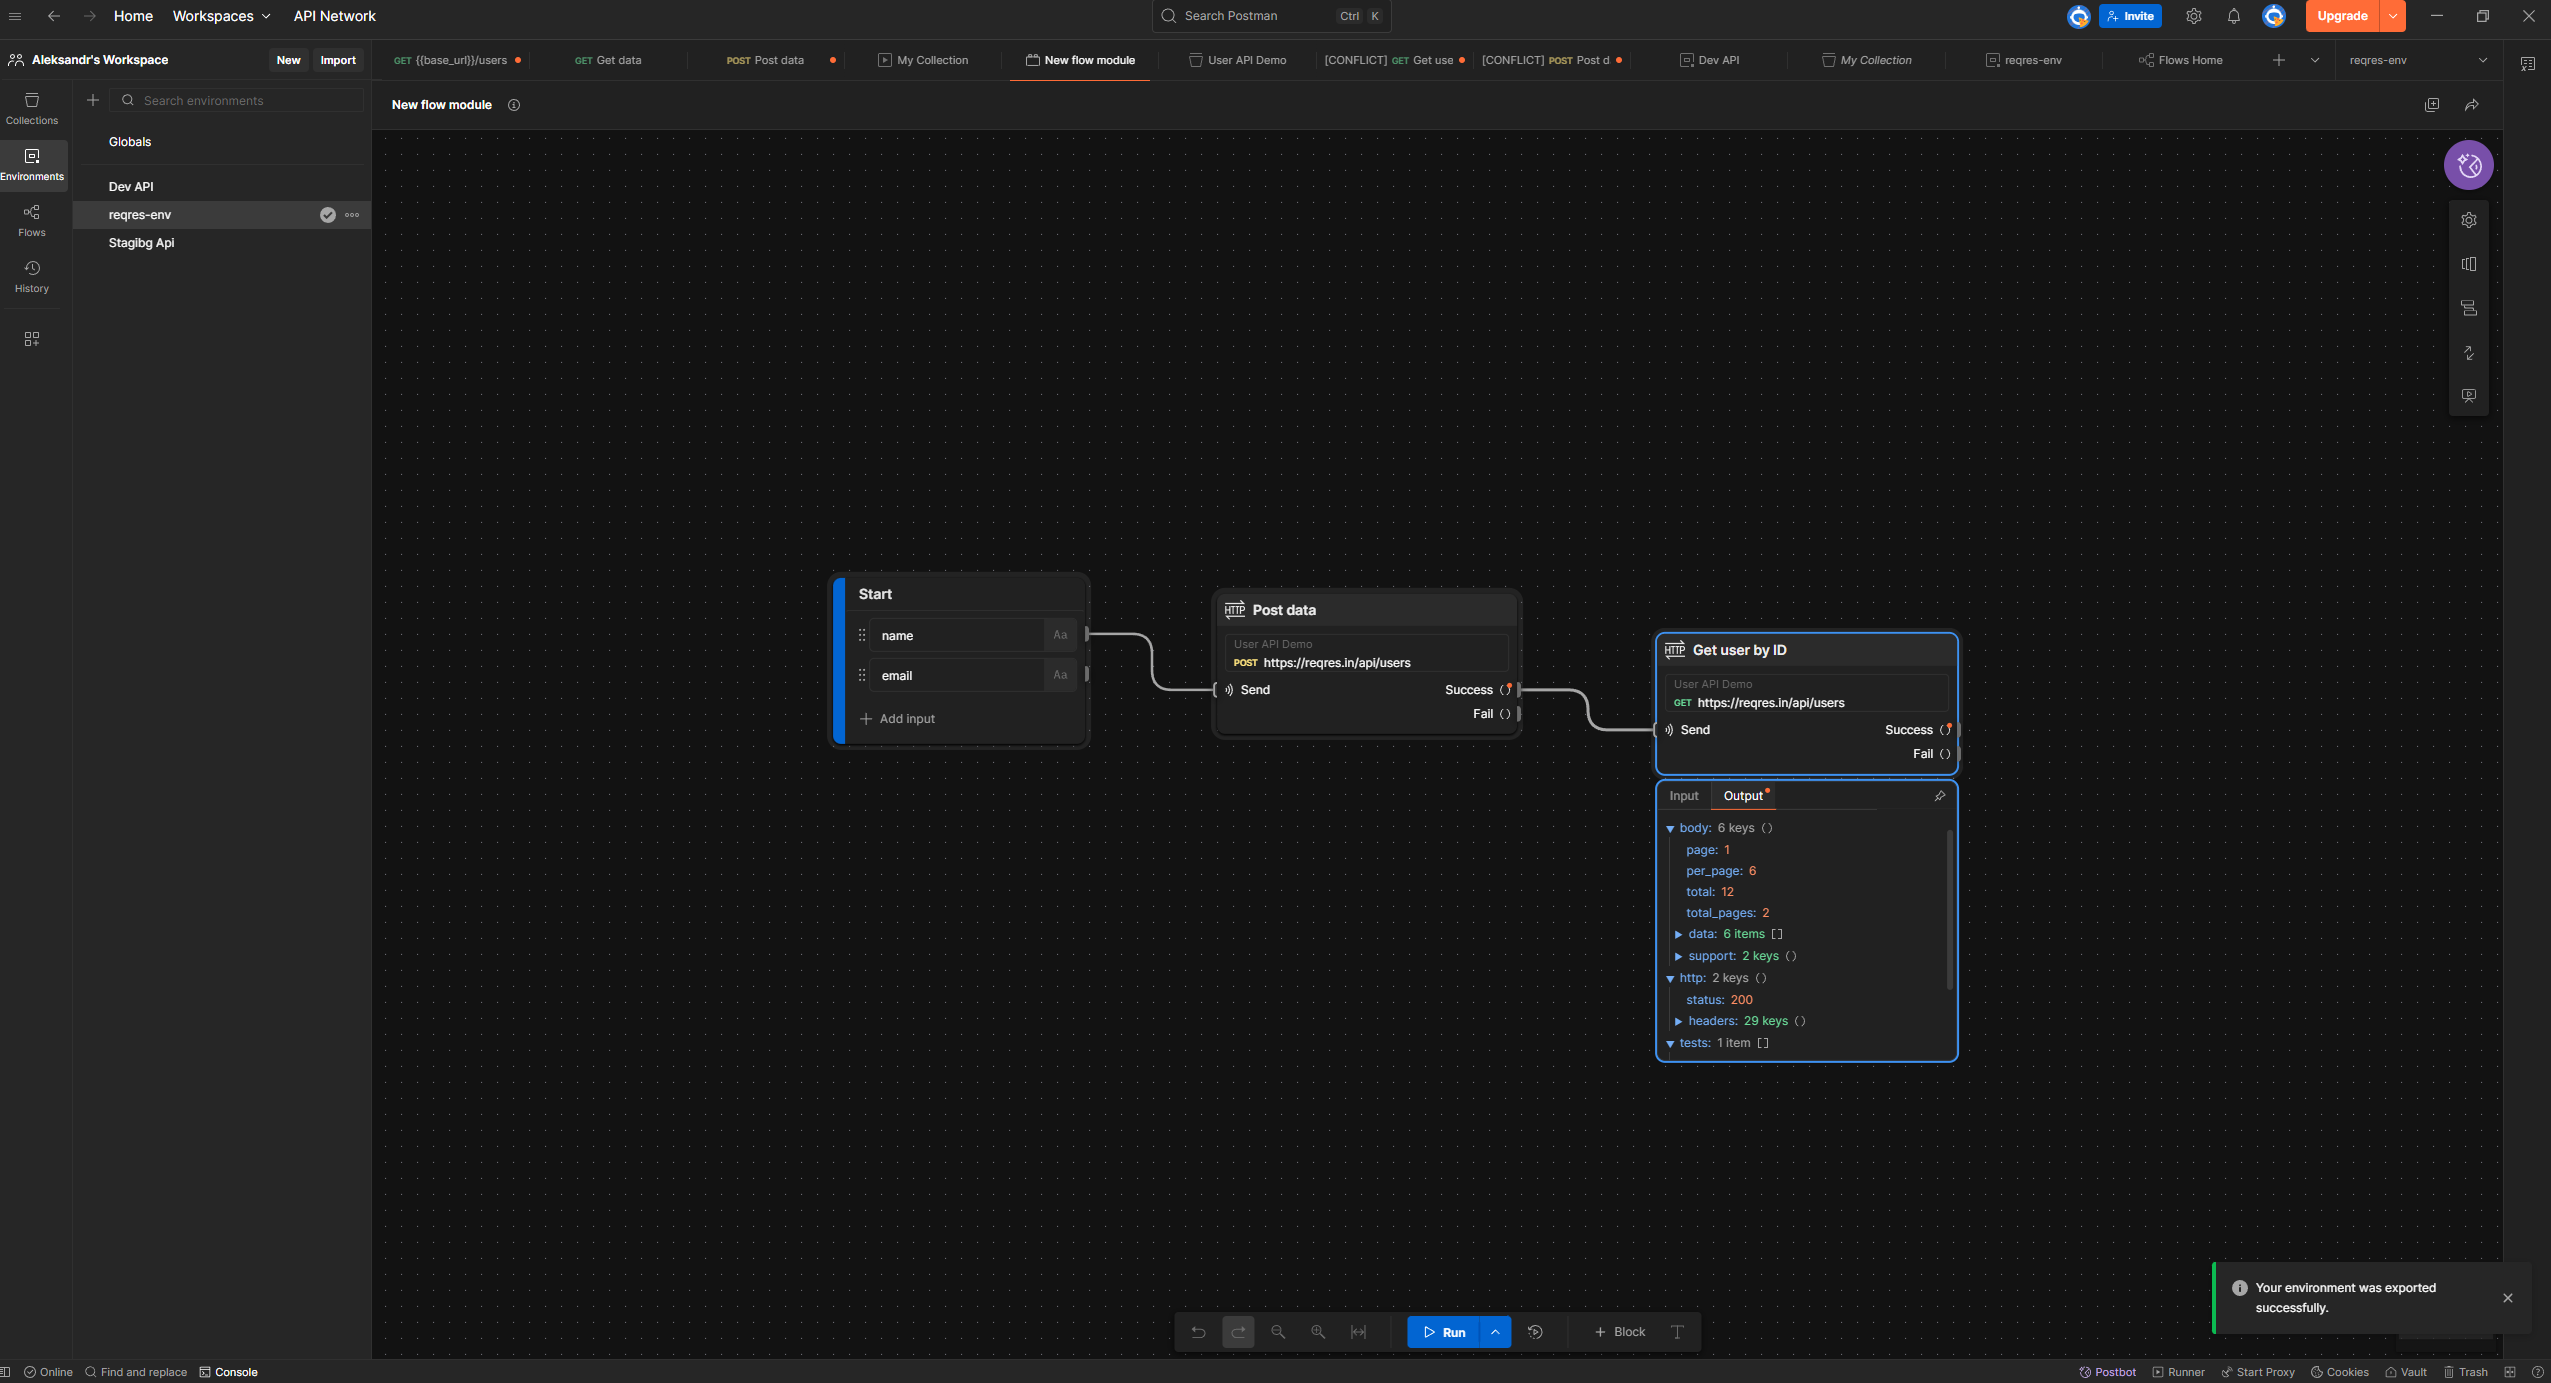 Home Workspaces API Network
Search Postman Ctrl K
Invite
Upgrade
Aleksandr's Workspace New Import
GET {{base_url}}/users GET Get data POST Post data My Collection New flow module User API Demo [CONFLICT] GET Get use [CONFLICT] POST Post d Dev API My Collection reqres-env Flows Home reqres-env
Collections
Environments
Flows
History
Search environments
Globals
Dev API
reqres-env
Stagibg Api
New flow module
Start
name Aa
email Aa
Add input
HTTP Post data
User API Demo
POST https://reqres.in/api/users
Send Success ()
Fail ()
HTTP Get user by ID
User API Demo
GET https://reqres.in/api/users
Send Success ()
Fail ()
Input Output
body: 6 keys ()
page: 1
per_page: 6
total: 12
total_pages: 2
data: 6 items []
support: 2 keys ()
http: 2 keys ()
status: 200
headers: 29 keys ()
tests: 1 item []
Your environment was exported
successfully.
Run Block
Online Find and replace Console
Postbot Runner Start Proxy Cookies Vault Trash